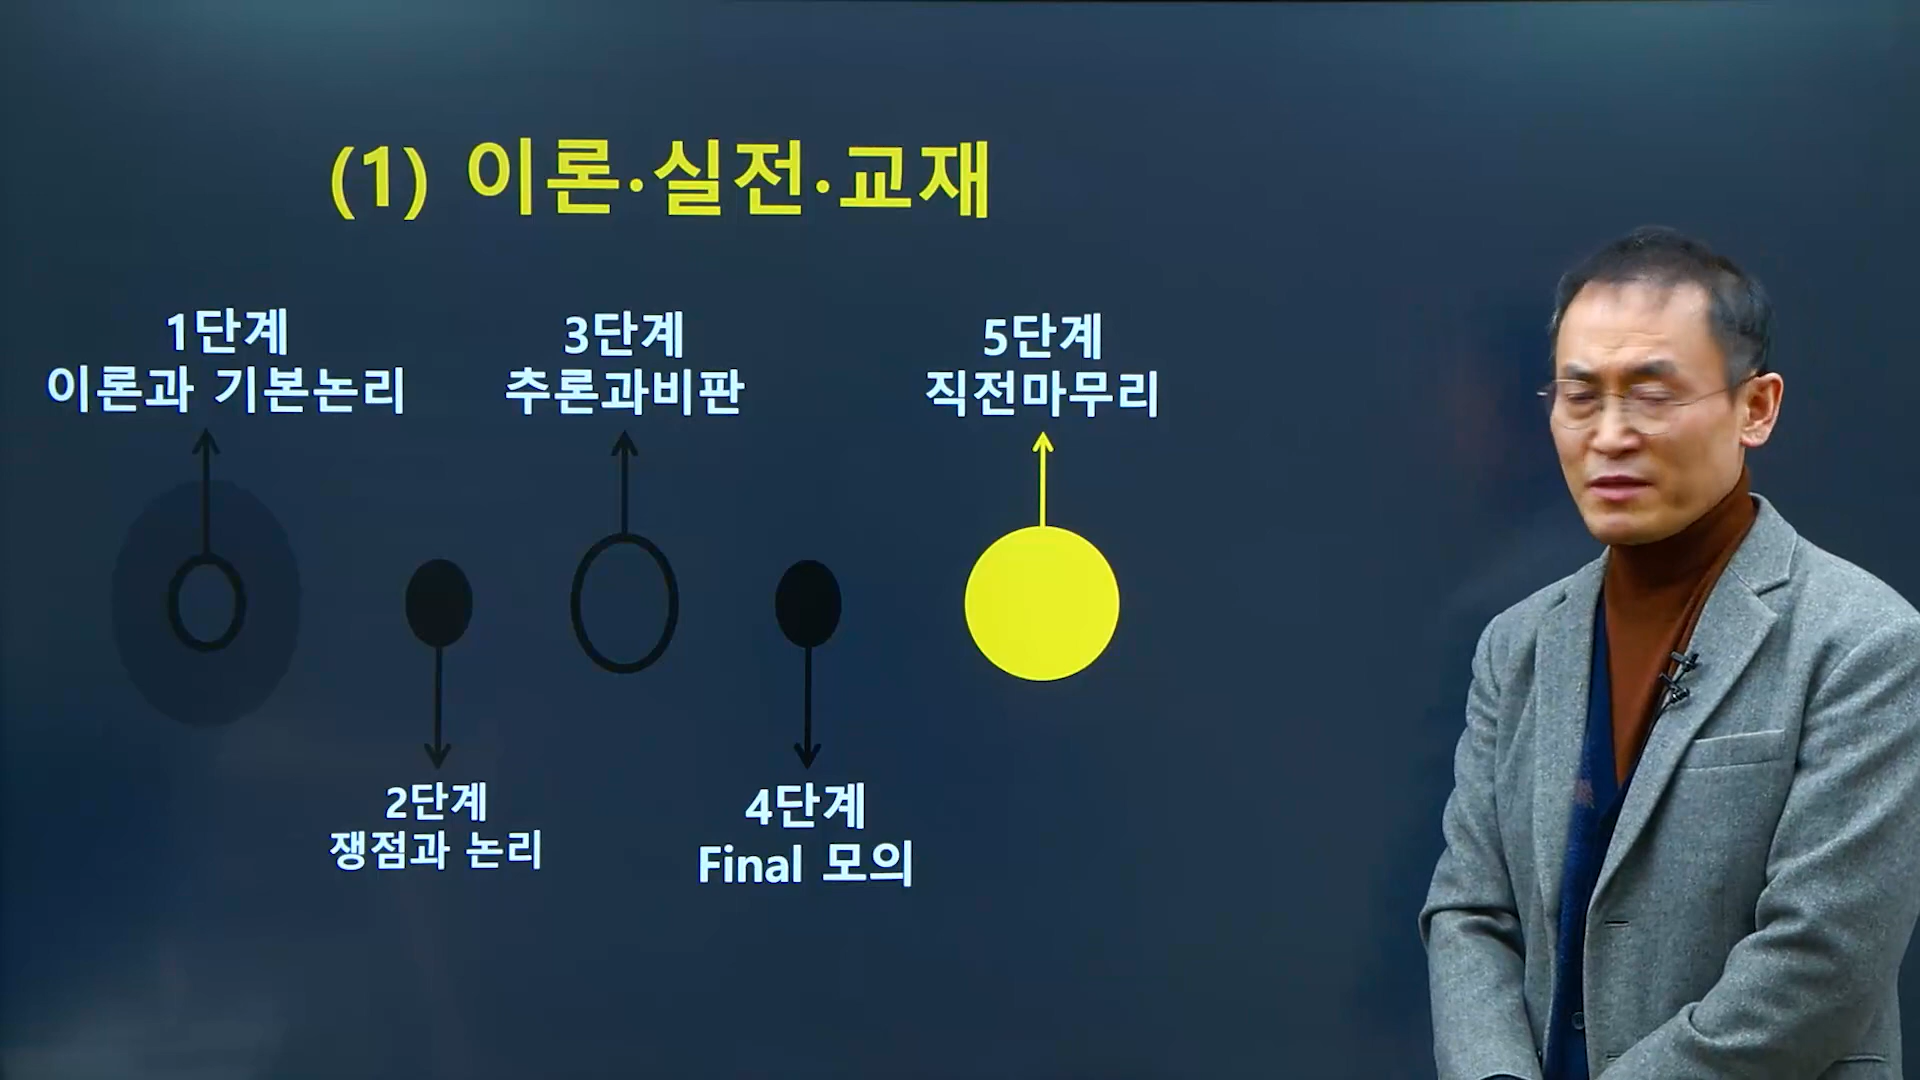 (1) 이론·실전·교재
1단계
이론과 기본논리
3단계
추론과비판
5단계
직전마무리
2단계
쟁점과 논리
4단계
Final 모의